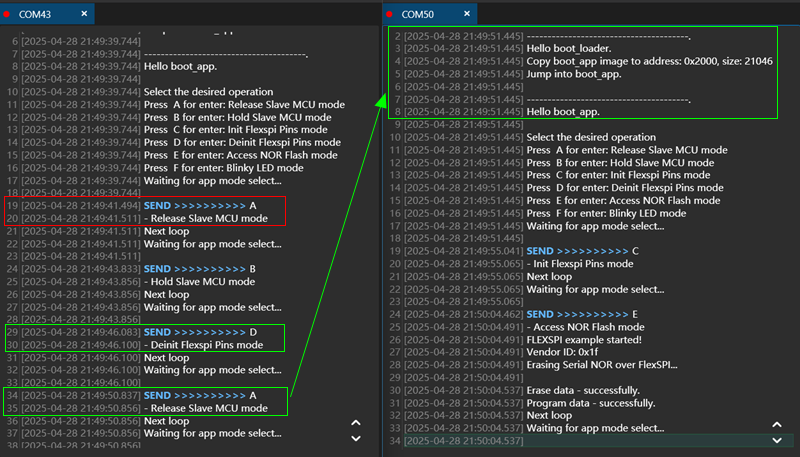 COM43 ×
6 [2025-04-28 21:49:39.744]
7 [2025-04-28 21:49:39.744] ---------------------------------------.
8 [2025-04-28 21:49:39.744] Hello boot_app.
9 [2025-04-28 21:49:39.744]
10 [2025-04-28 21:49:39.744] Select the desired operation
11 [2025-04-28 21:49:39.744] Press A for enter: Release Slave MCU mode
12 [2025-04-28 21:49:39.744] Press B for enter: Hold Slave MCU mode
13 [2025-04-28 21:49:39.744] Press C for enter: Init Flexspi Pins mode
14 [2025-04-28 21:49:39.744] Press D for enter: Deinit Flexspi Pins mode
15 [2025-04-28 21:49:39.744] Press E for enter: Access NOR Flash mode
16 [2025-04-28 21:49:39.744] Press F for enter: Blinky LED mode
17 [2025-04-28 21:49:39.744] Waiting for app mode select...
18 [2025-04-28 21:49:39.744]
19 [2025-04-28 21:49:41.494] SEND >>>>>>>>>> A
20 [2025-04-28 21:49:41.511] - Release Slave MCU mode
21 [2025-04-28 21:49:41.511] Next loop
22 [2025-04-28 21:49:41.511] Waiting for app mode select...
23 [2025-04-28 21:49:41.511]
24 [2025-04-28 21:49:43.833] SEND >>>>>>>>>> B
25 [2025-04-28 21:49:43.856] - Hold Slave MCU mode
26 [2025-04-28 21:49:43.856] Next loop
27 [2025-04-28 21:49:43.856] Waiting for app mode select...
28 [2025-04-28 21:49:43.856]
29 [2025-04-28 21:49:46.083] SEND >>>>>>>>>> D
30 [2025-04-28 21:49:46.100] - Deinit Flexspi Pins mode
31 [2025-04-28 21:49:46.100] Next loop
32 [2025-04-28 21:49:46.100] Waiting for app mode select...
33 [2025-04-28 21:49:46.100]
34 [2025-04-28 21:49:50.837] SEND >>>>>>>>>> A
35 [2025-04-28 21:49:50.856] - Release Slave MCU mode
36 [2025-04-28 21:49:50.856] Next loop
37 [2025-04-28 21:49:50.856] Waiting for app mode select...
38 [2025-04-28 21:49:50.856]
COM50 ×
2 [2025-04-28 21:49:51.445] ---------------------------------------.
3 [2025-04-28 21:49:51.445] Hello boot_loader.
4 [2025-04-28 21:49:51.445] Copy boot_app image to address: 0x2000, size: 21046
5 [2025-04-28 21:49:51.445] Jump into boot_app.
6 [2025-04-28 21:49:51.445]
7 [2025-04-28 21:49:51.445] ---------------------------------------.
8 [2025-04-28 21:49:51.445] Hello boot_app.
9 [2025-04-28 21:49:51.445]
10 [2025-04-28 21:49:51.445] Select the desired operation
11 [2025-04-28 21:49:51.445] Press A for enter: Release Slave MCU mode
12 [2025-04-28 21:49:51.445] Press B for enter: Hold Slave MCU mode
13 [2025-04-28 21:49:51.445] Press C for enter: Init Flexspi Pins mode
14 [2025-04-28 21:49:51.445] Press D for enter: Deinit Flexspi Pins mode
15 [2025-04-28 21:49:51.445] Press E for enter: Access NOR Flash mode
16 [2025-04-28 21:49:51.445] Press F for enter: Blinky LED mode
17 [2025-04-28 21:49:51.445] Waiting for app mode select...
18 [2025-04-28 21:49:51.445]
19 [2025-04-28 21:49:55.041] SEND >>>>>>>>>> C
20 [2025-04-28 21:49:55.065] - Init Flexspi Pins mode
21 [2025-04-28 21:49:55.065] Next loop
22 [2025-04-28 21:49:55.065] Waiting for app mode select...
23 [2025-04-28 21:49:55.065]
24 [2025-04-28 21:50:04.462] SEND >>>>>>>>>> E
25 [2025-04-28 21:50:04.491] - Access NOR Flash mode
26 [2025-04-28 21:50:04.491] FLEXSPI example started!
27 [2025-04-28 21:50:04.491] Vendor ID: 0x1f
28 [2025-04-28 21:50:04.491] Erasing Serial NOR over FlexSPI...
29 [2025-04-28 21:50:04.491]
30 [2025-04-28 21:50:04.537] Erase data - successfully.
31 [2025-04-28 21:50:04.537] Program data - successfully.
32 [2025-04-28 21:50:04.537] Next loop
33 [2025-04-28 21:50:04.537] Waiting for app mode select...
34 [2025-04-28 21:50:04.537]